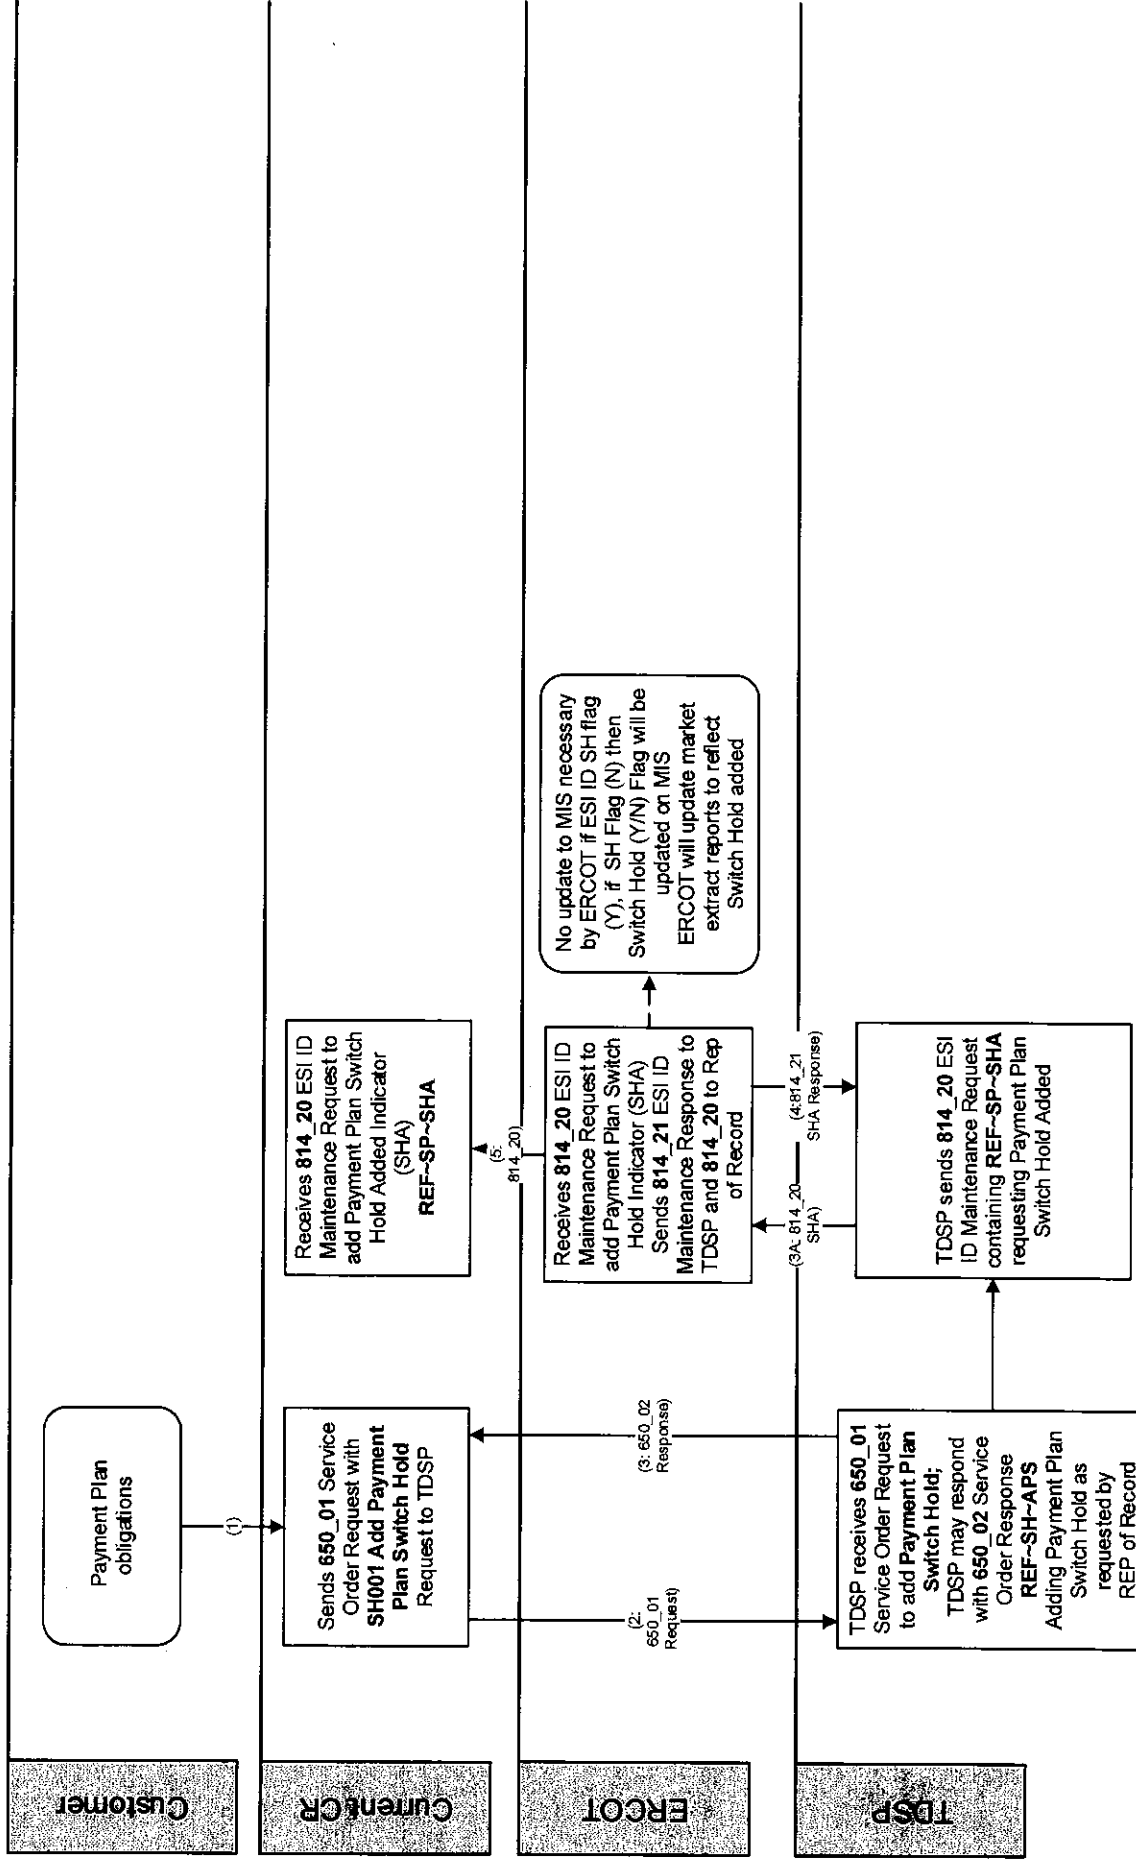 Customer
Payment Plan
obligations
(1)
Current CR
Sends 650_01 Service
Order Request with
SH001 Add Payment
Plan Switch Hold
Request to TDSP
Receives 814_20 ESI ID
Maintenance Request to
add Payment Plan Switch
Hold Added Indicator
(SHA)
REF~SP~SHA
(2:
650_01
Request)
(3: 650_02
Response)
(5:
814_20)
ERCOT
Receives 814_20 ESI ID
Maintenance Request to
add Payment Plan Switch
Hold Indicator (SHA)
Sends 814_21 ESI ID
Maintenance Response to
TDSP and 814_20 to Rep
of Record
No update to MIS necessary
by ERCOT if ESI ID SH flag
(Y), if SH Flag (N) then
Switch Hold (Y/N) Flag will be
updated on MIS
ERCOT will update market
extract reports to reflect
Switch Hold added
(3A: 814_20
SHA)
(4:814_21
SHA Response)
TDSP
TDSP receives 650_01
Service Order Request
to add Payment Plan
Switch Hold;
TDSP may respond
with 650_02 Service
Order Response
REF~SH~APS
Adding Payment Plan
Switch Hold as
requested by
REP of Record
TDSP sends 814_20 ESI
ID Maintenance Request
containing REF~SP~SHA
requesting Payment Plan
Switch Hold Added